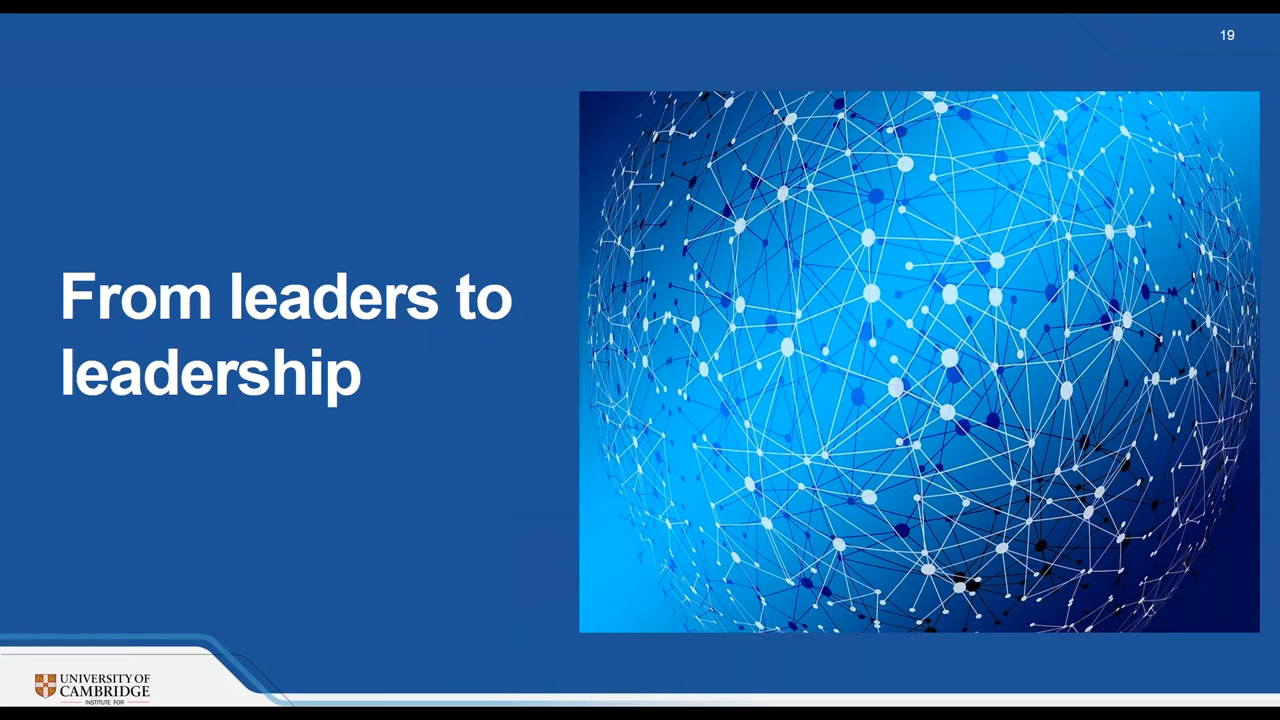 19
From leaders to
leadership
UNIVERSITY OF
CAMBRIDGE
INSTITUTE FOR